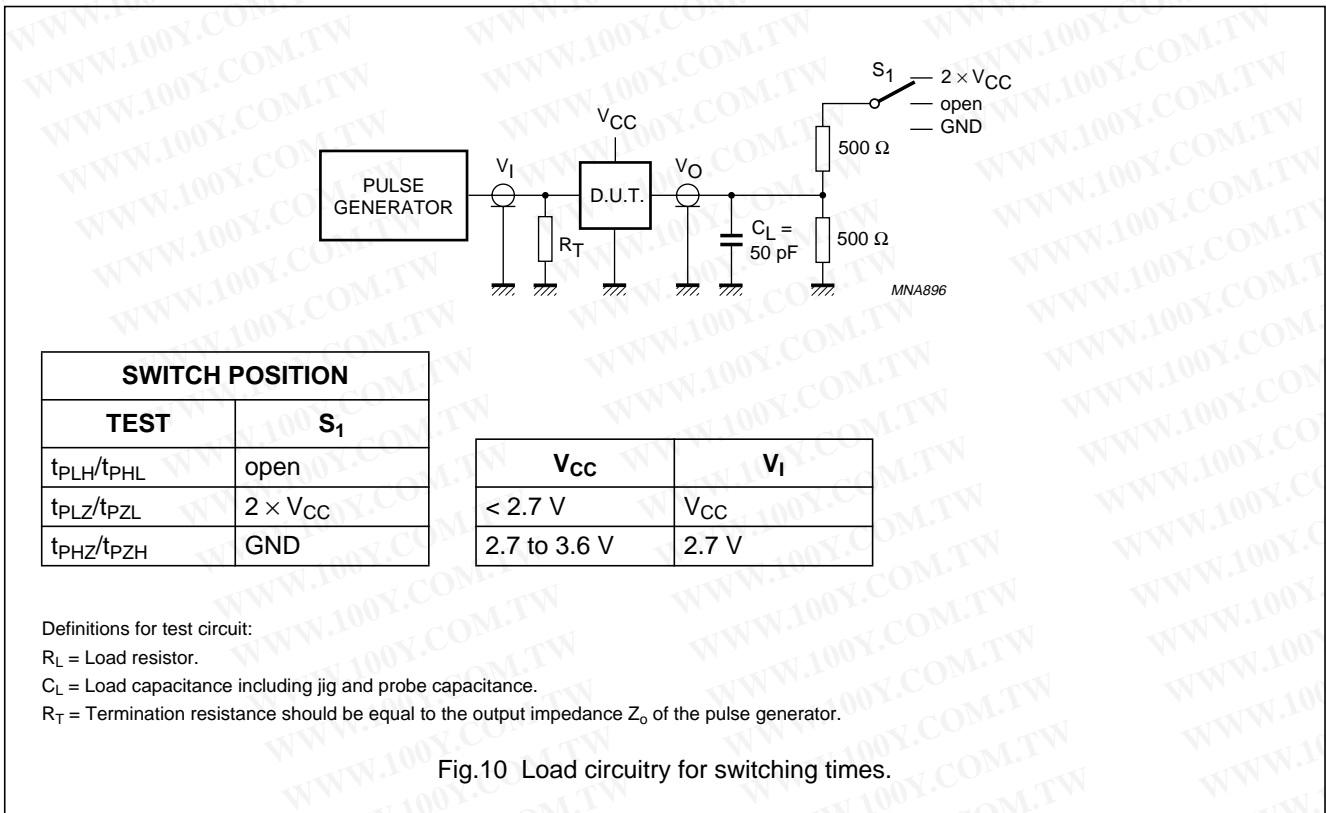 S1
2 × VCC
open
GND
VCC
500 Ω
PULSE GENERATOR
VI
D.U.T.
VO
RT
CL = 50 pF
500 Ω
MNA896
SWITCH POSITION
TEST S1
tPLH/tPHL open
tPLZ/tPZL 2 × VCC
tPHZ/tPZH GND
VCC VI
< 2.7 V VCC
2.7 to 3.6 V 2.7 V
Definitions for test circuit:
RL = Load resistor.
CL = Load capacitance including jig and probe capacitance.
RT = Termination resistance should be equal to the output impedance Zo of the pulse generator.
Fig.10 Load circuitry for switching times.
WWW.100Y.COM.TW